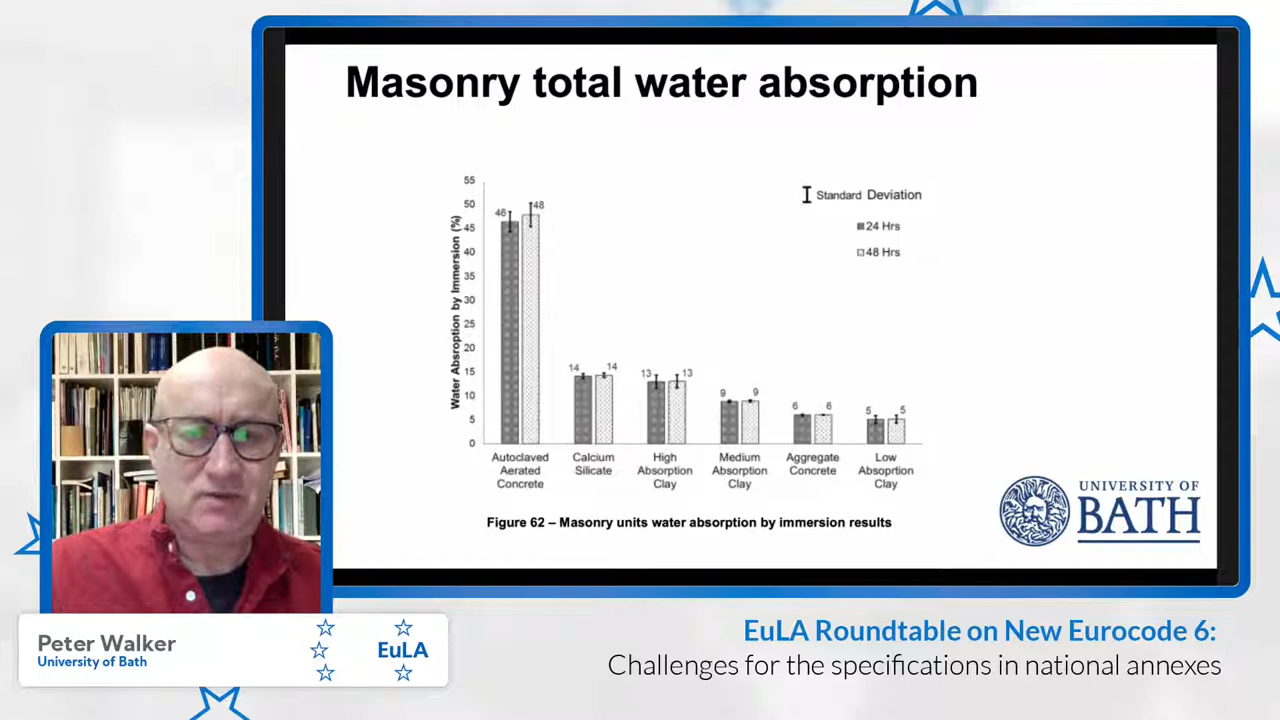 Masonry total water absorption
55
50
45
40
35
30
25
20
15
10
5
0
Water Absroption by Immersion (%)
46
48
14
14
13
13
9
9
6
6
5
5
Standard Deviation
24 Hrs
48 Hrs
Autoclaved
Aerated
Concrete
Calcium
Silicate
High
Absorption
Clay
Medium
Absorption
Clay
Aggregate
Concrete
Low
Absoprtion
Clay
Figure 62 – Masonry units water absorption by immersion results
UNIVERSITY OF
BATH
Peter Walker
University of Bath
EuLA
EuLA Roundtable on New Eurocode 6:
Challenges for the specifications in national annexes